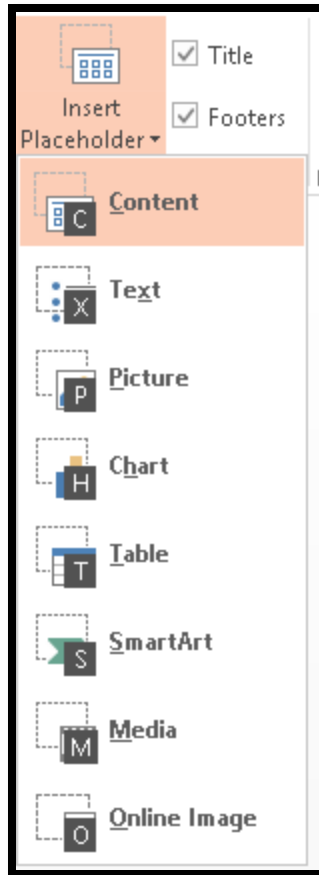 Title
Insert
Placeholder
Footers
Content
C
Text
X
Picture
P
Chart
H
Table
T
SmartArt
S
Media
M
Online Image
O